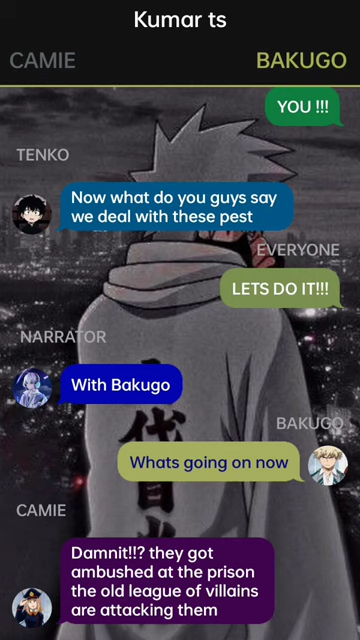 Kumar ts
CAMIE
BAKUGO
YOU !!!
TENKO
Now what do you guys say
we deal with these pest
EVERYONE
LETS DO IT!!!
NARRATOR
With Bakugo
BAKUGO
Whats going on now
CAMIE
Damnit!!? they got
ambushed at the prison
the old league of villains
are attacking them